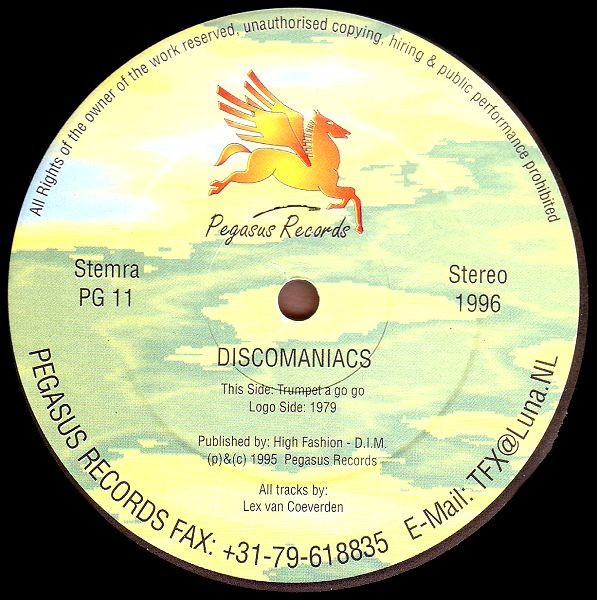 All Rights of the owner of the work reserved, unauthorised copying, hiring & public performance prohibited
Pegasus Records
Stemra
PG 11
Stereo
1996
DISCOMANIACS
This Side: Trumpet a go go
Logo Side: 1979
Published by: High Fashion - D.I.M.
(p)&(c) 1995 Pegasus Records
All tracks by:
Lex van Coeverden
PEGASUS RECORDS FAX: +31-79-618835 E-Mail: TFX@Luna.NL